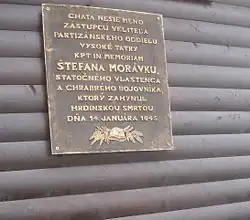 CHATA NESIE MENO
ZÁSTUPCU VELITEĽA
PARTIZÁNSKEHO ODDIELU
VYSOKÉ TATRY
KPT IN MEMORIAM
ŠTEFANA MORÁVKU,
STATOČNÉHO VLASTENCA
A CHRABRÉHO BOJOVNÍKA,
KTORÝ ZAHYNUL
HRDINSKOU SMRŤOU
DŇA 14 JANUÁRA 1945